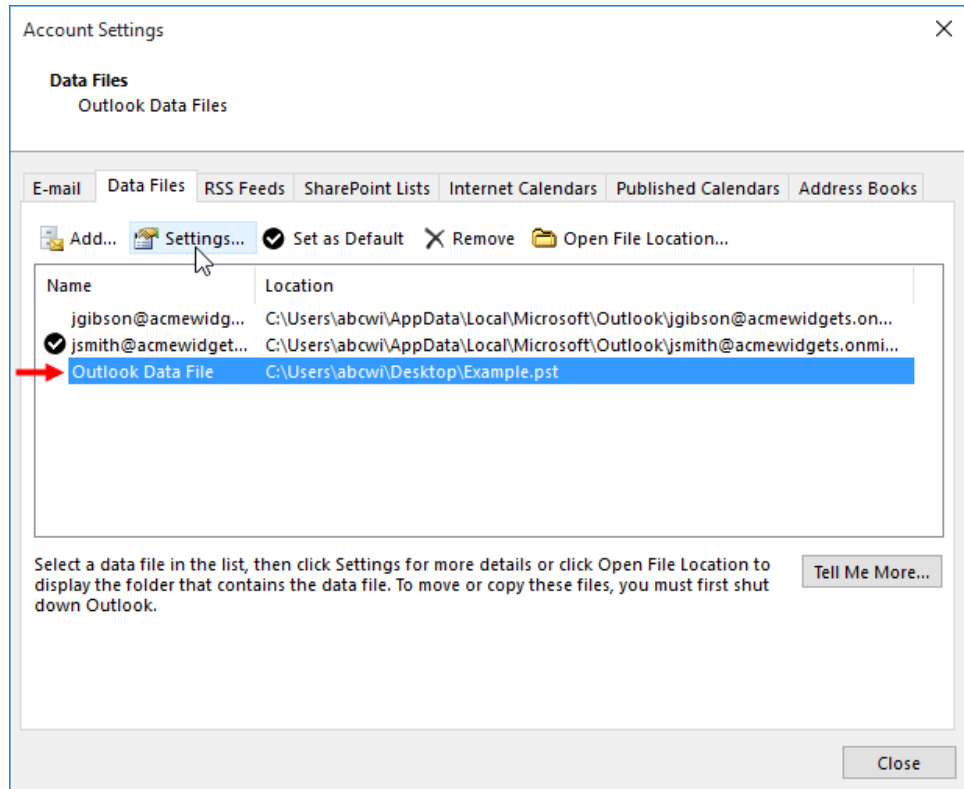 Account Settings
Data Files
Outlook Data Files
E-mail Data Files RSS Feeds SharePoint Lists Internet Calendars Published Calendars Address Books
Add... Settings... Set as Default Remove Open File Location...
Name Location
jgibson@acmewidg... C:\Users\abcwi\AppData\Local\Microsoft\Outlook\jgibson@acmewidgets.on...
jsmith@acmewidget... C:\Users\abcwi\AppData\Local\Microsoft\Outlook\jsmith@acmewidgets.onmi...
Outlook Data File C:\Users\abcwi\Desktop\Example.pst
Select a data file in the list, then click Settings for more details or click Open File Location to
display the folder that contains the data file. To move or copy these files, you must first shut
down Outlook.
Tell Me More...
Close